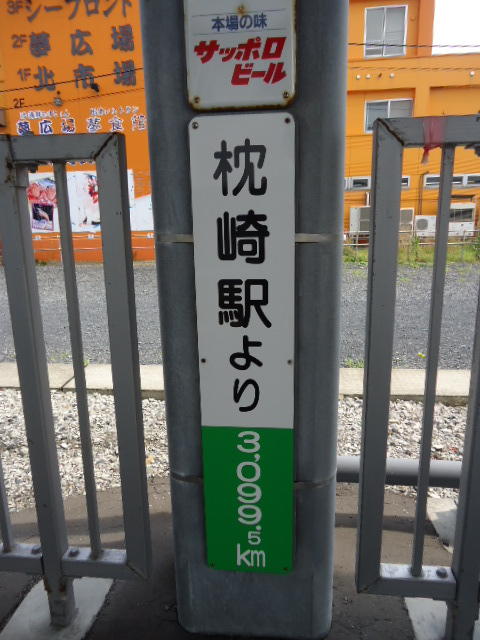 3F シーフロント
2F 夢広場
1F 北市場
2F
夢広場 夢食館
本場の味
サッポロ
ビール
枕崎駅より
3,099.5
km